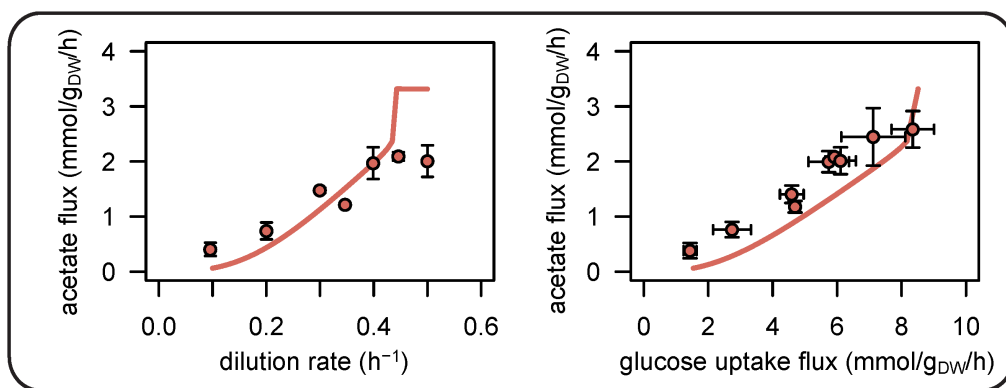 acetate flux (mmol/gDW/h)
4
3
2
1
0
0.0 0.2 0.4 0.6
dilution rate (h⁻¹)
acetate flux (mmol/gDW/h)
4
3
2
1
0
0 2 4 6 8 10
glucose uptake flux (mmol/gDW/h)